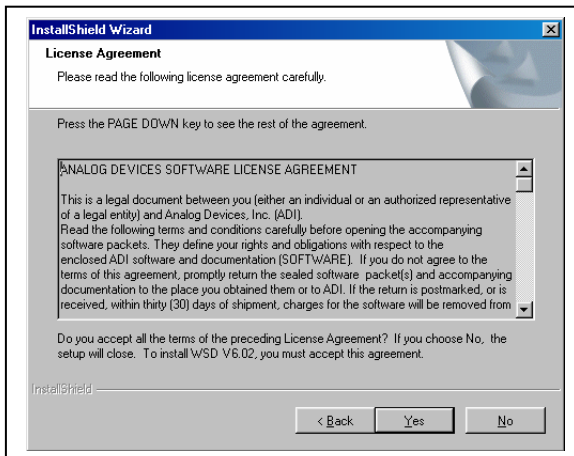 InstallShield Wizard
License Agreement
Please read the following license agreement carefully.
Press the PAGE DOWN key to see the rest of the agreement.
ANALOG DEVICES SOFTWARE LICENSE AGREEMENT
This is a legal document between you (either an individual or an authorized representative
of a legal entity) and Analog Devices, Inc. (ADI).
Read the following terms and conditions carefully before opening the accompanying
software packets. They define your rights and obligations with respect to the
enclosed ADI software and documentation (SOFTWARE). If you do not agree to the
terms of this agreement, promptly return the sealed software packet(s) and accompanying
documentation to the place you obtained them or to ADI. If the return is postmarked, or is
received, within thirty (30) days of shipment, charges for the software will be removed from
Do you accept all the terms of the preceding License Agreement? If you choose No, the
setup will close. To install WSD V6.02, you must accept this agreement.
InstallShield
< Back
Yes
No